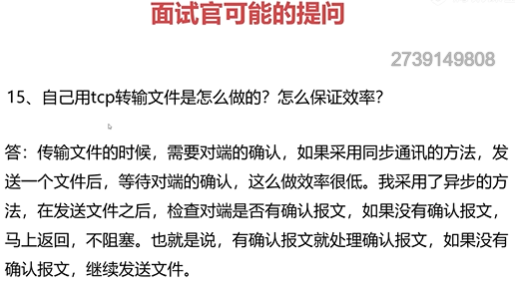 面试官可能的提问
2739149808
15、自己用tcp转输文件是怎么做的？怎么保证效率？
答：传输文件的时候，需要对端的确认，如果采用同步通讯的方法，发
送一个文件后，等待对端的确认，这么做效率很低。我采用了异步的方
法，在发送文件之后，检查对端是否有确认报文，如果没有确认报文，
马上返回，不阻塞。也就是说，有确认报文就处理确认报文，如果没有
确认报文，继续发送文件。